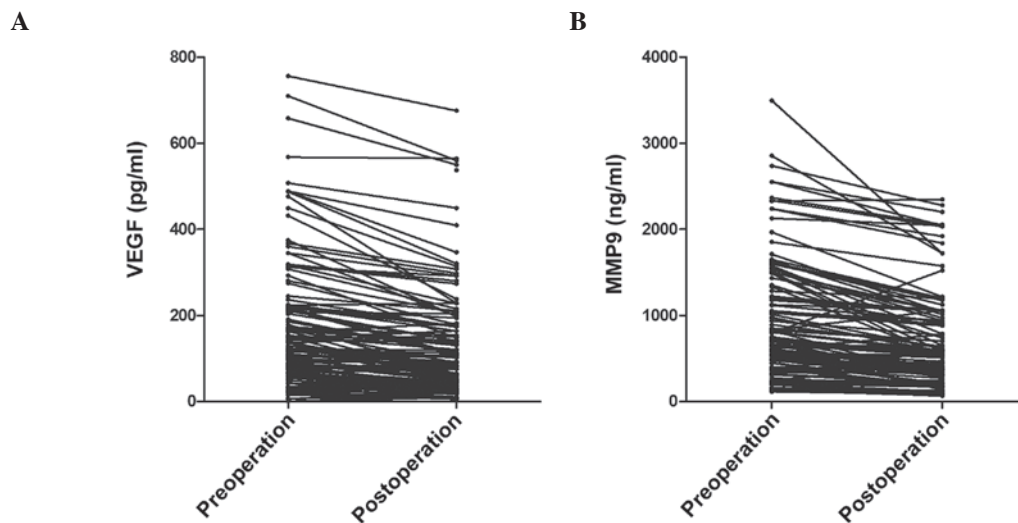 A
VEGF (pg/ml)
800
600
400
200
0
Preoperation
Postoperation
B
MMP9 (ng/ml)
4000
3000
2000
1000
0
Preoperation
Postoperation